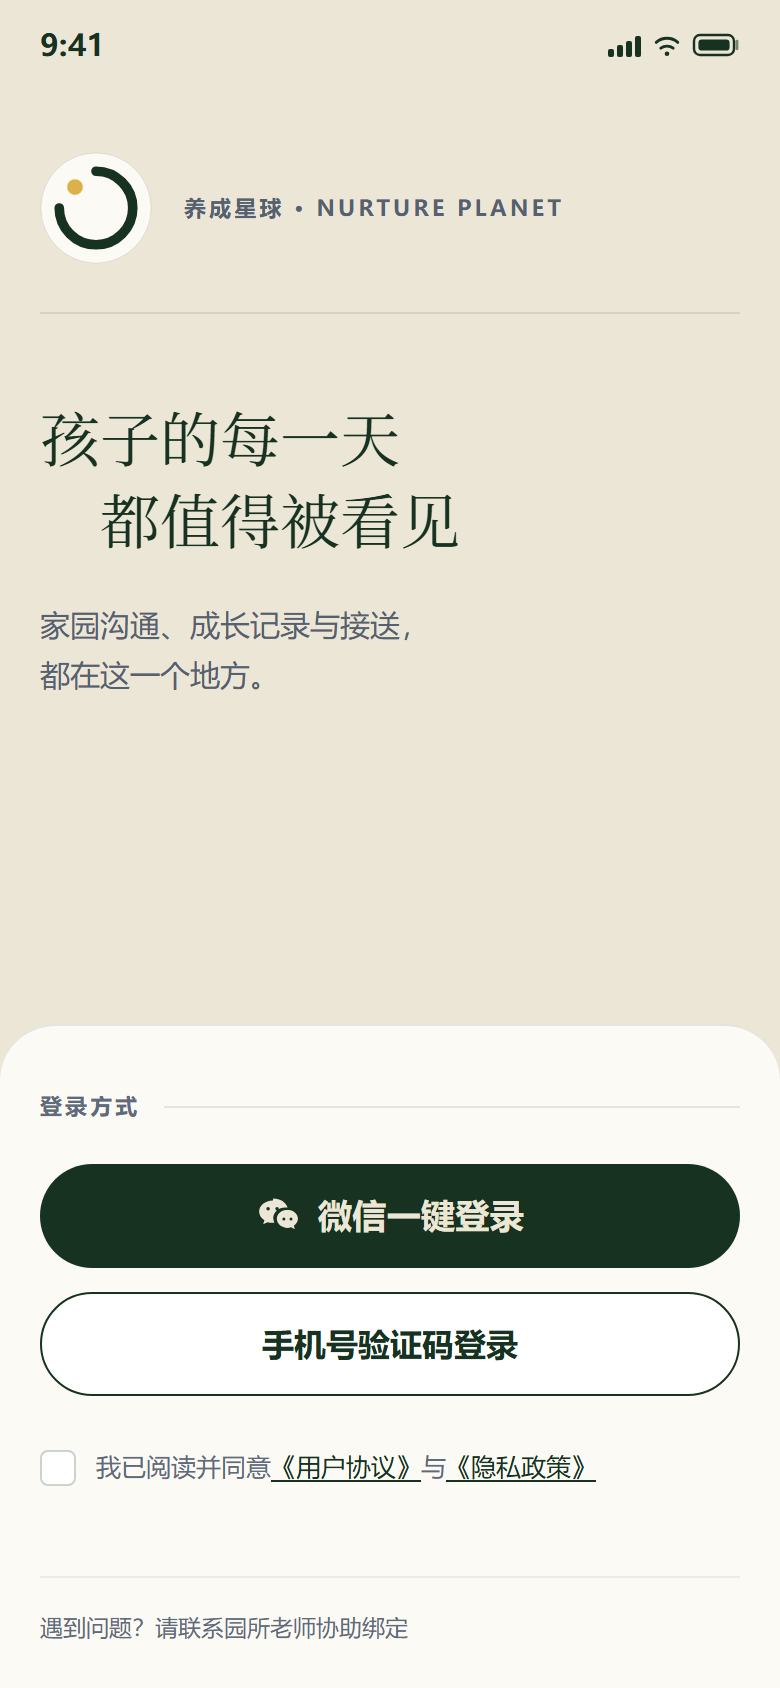 9:41
养成星球 • NURTURE PLANET
孩子的每一天
都值得被看见
家园沟通、成长记录与接送，
都在这一个地方。
登录方式
微信一键登录
手机号验证码登录
我已阅读并同意《用户协议》与《隐私政策》
遇到问题？请联系园所老师协助绑定